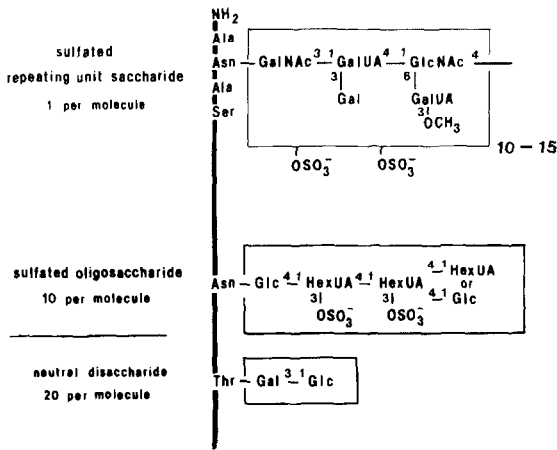 NH₂
Ala
sulfated
Asn – GalNAc ³–¹ GalUA ⁴–¹ GlcNAc ⁴
repeating unit saccharide
3 6
Ala Gal GalUA
1 per molecule
Ser 3 OCH₃
10–15
OSO₃⁻ OSO₃⁻
sulfated oligosaccharide
10 per molecule
Asn – Glc ⁴–¹ HexUA ⁴–¹ HexUA ⁴–¹ HexUA
or
⁴–¹ Glc
3 3
OSO₃⁻ OSO₃⁻
neutral disaccharide
20 per molecule
Thr – Gal ³–¹ Glc